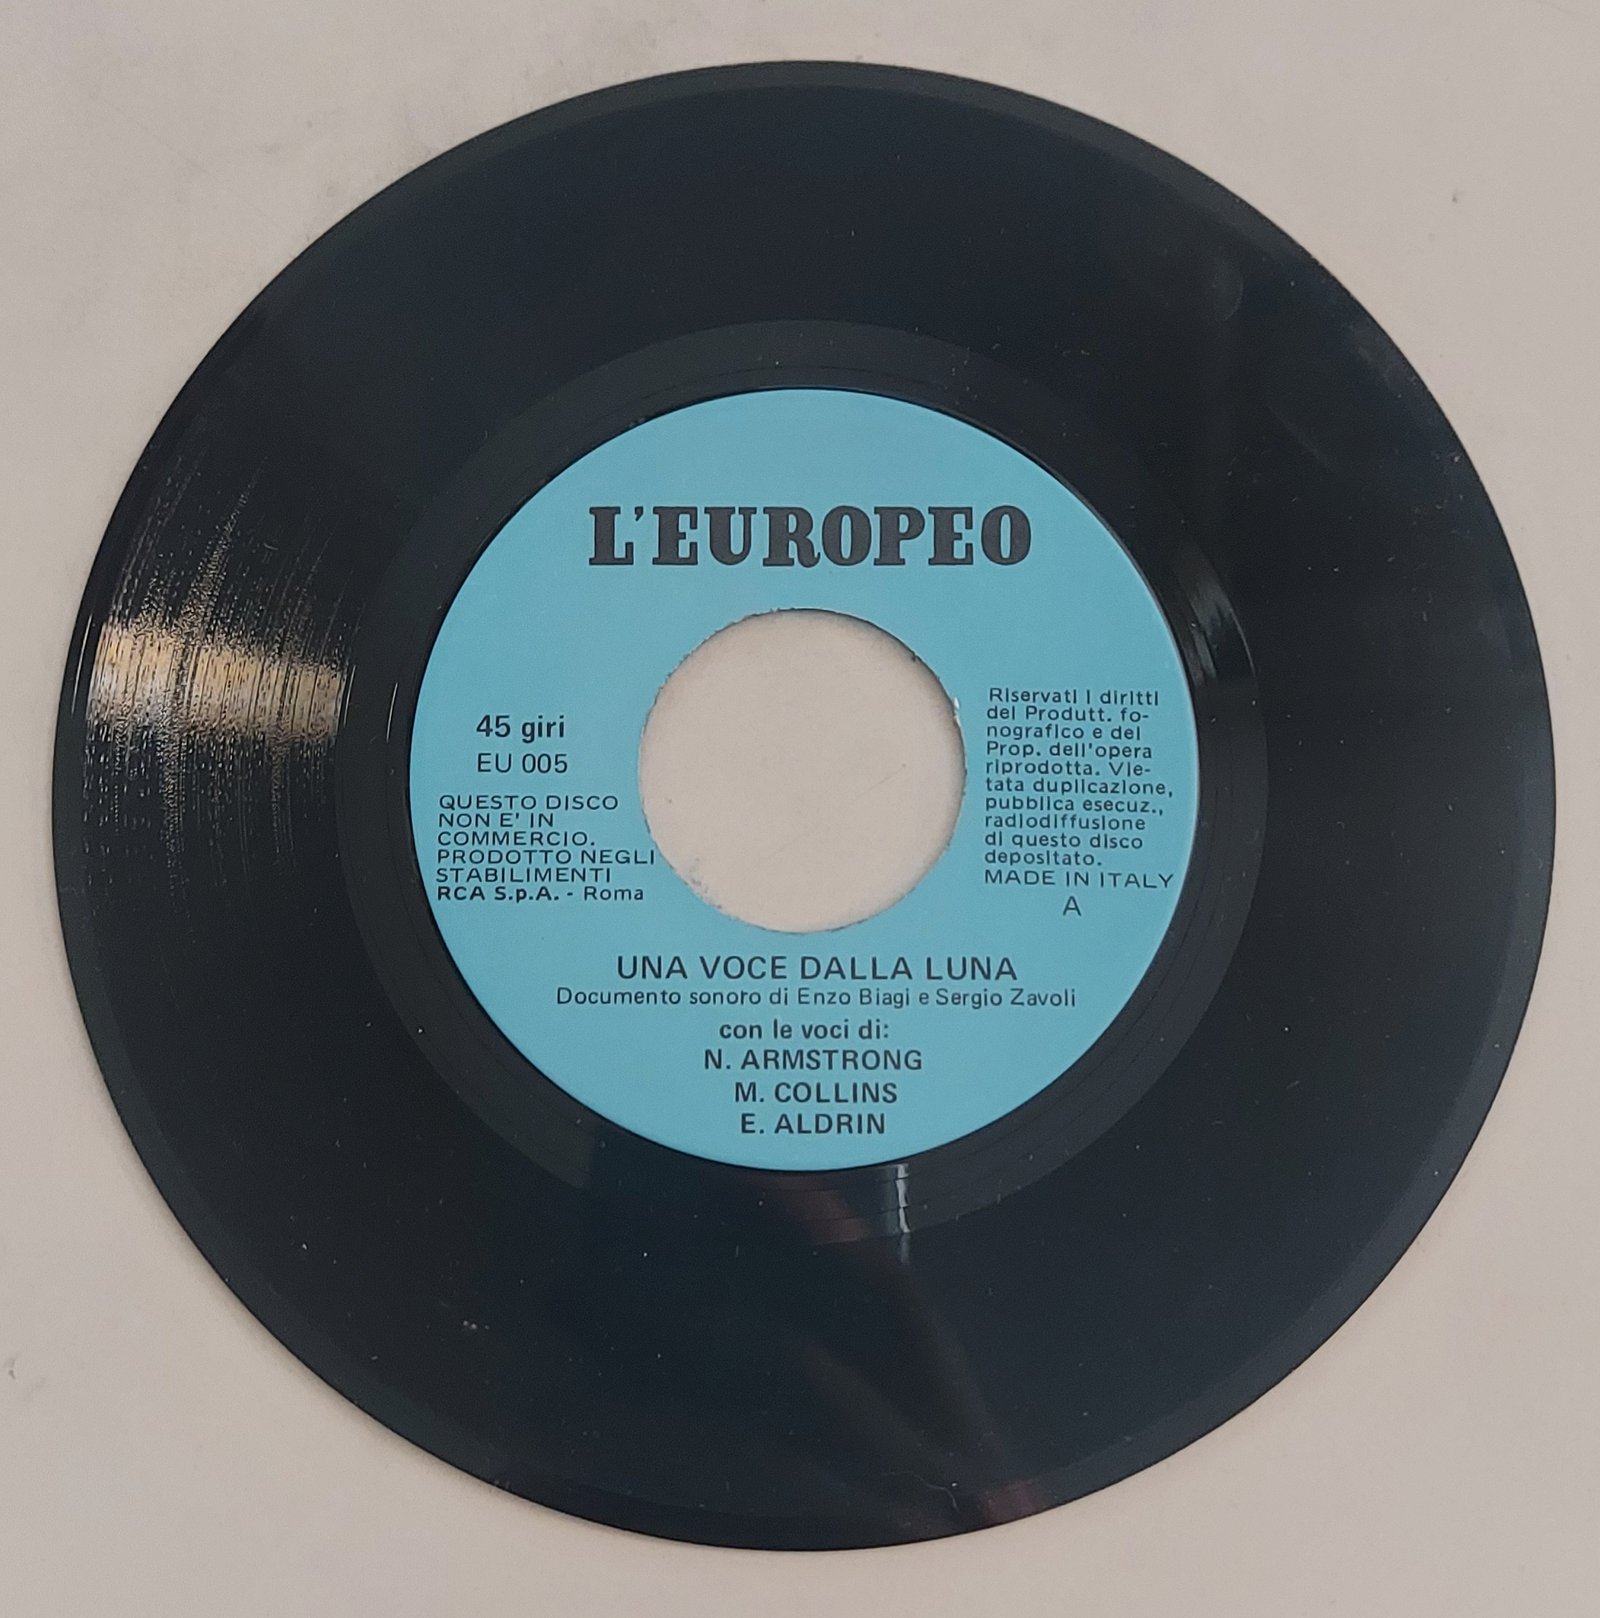 L'EUROPEO
45 giri
EU 005
QUESTO DISCO
NON E' IN
COMMERCIO.
PRODOTTO NEGLI
STABILIMENTI
RCA S.p.A. - Roma
Riservati i diritti
del Produtt. fo-
nografico e del
Prop. dell'opera
riprodotta. Vie-
tata duplicazione,
pubblica esecuz.,
radiodiffusione
di questo disco
depositato.
MADE IN ITALY
A
UNA VOCE DALLA LUNA
Documento sonoro di Enzo Biagi e Sergio Zavoli
con le voci di:
N. ARMSTRONG
M. COLLINS
E. ALDRIN